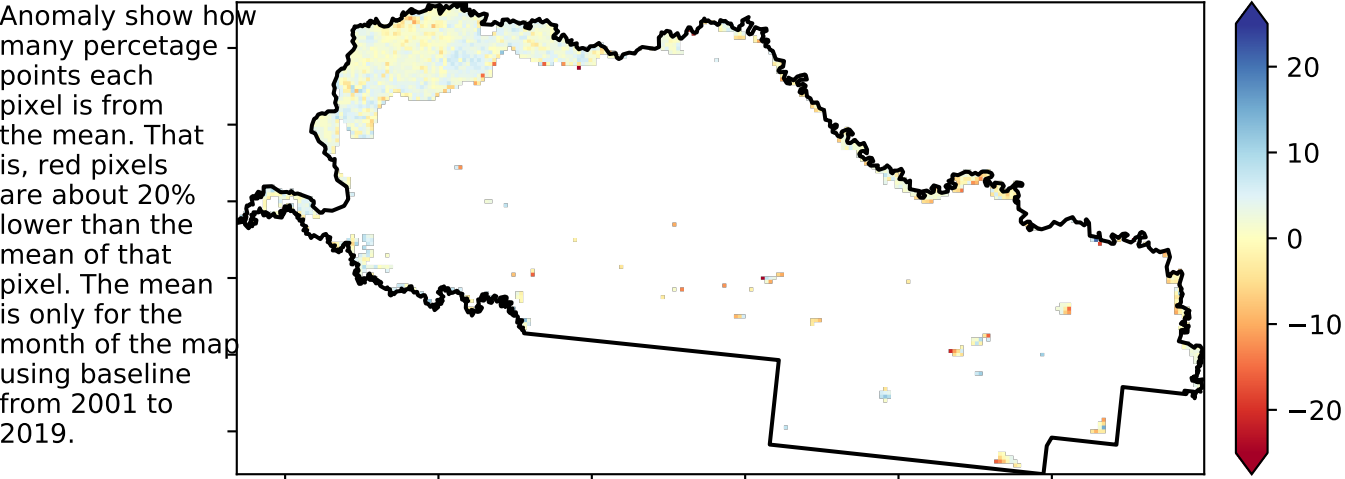 Anomaly show how
many percetage
points each
pixel is from
the mean. That
is, red pixels
are about 20%
lower than the
mean of that
pixel. The mean
is only for the
month of the map
using baseline
from 2001 to
2019.
20
10
0
−10
−20